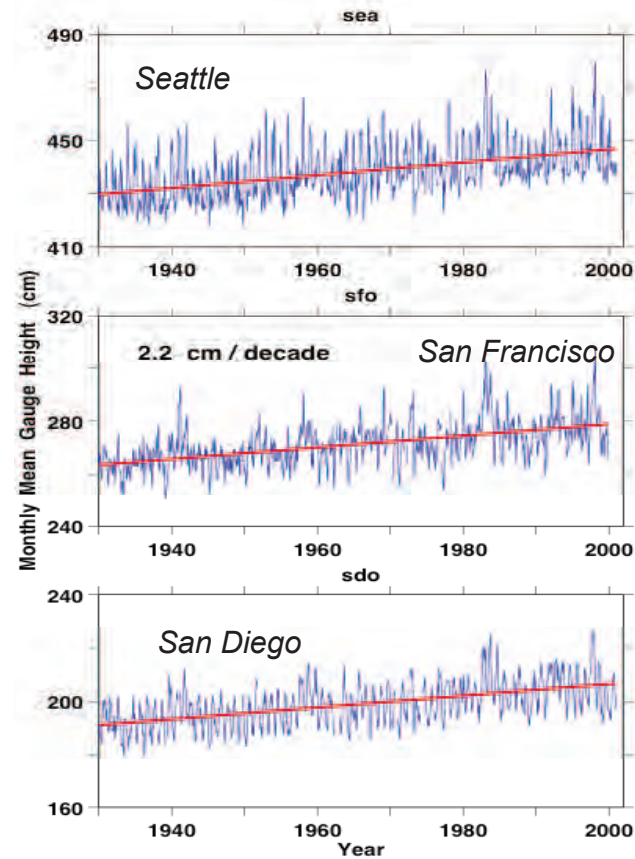 sea
490
Seattle
450
410
1940 1960 1980 2000
sfo
320
2.2 cm / decade San Francisco
280
240
1940 1960 1980 2000
sdo
240
San Diego
200
160
1940 1960 1980 2000
Year
Monthly Mean Gauge Height (cm)